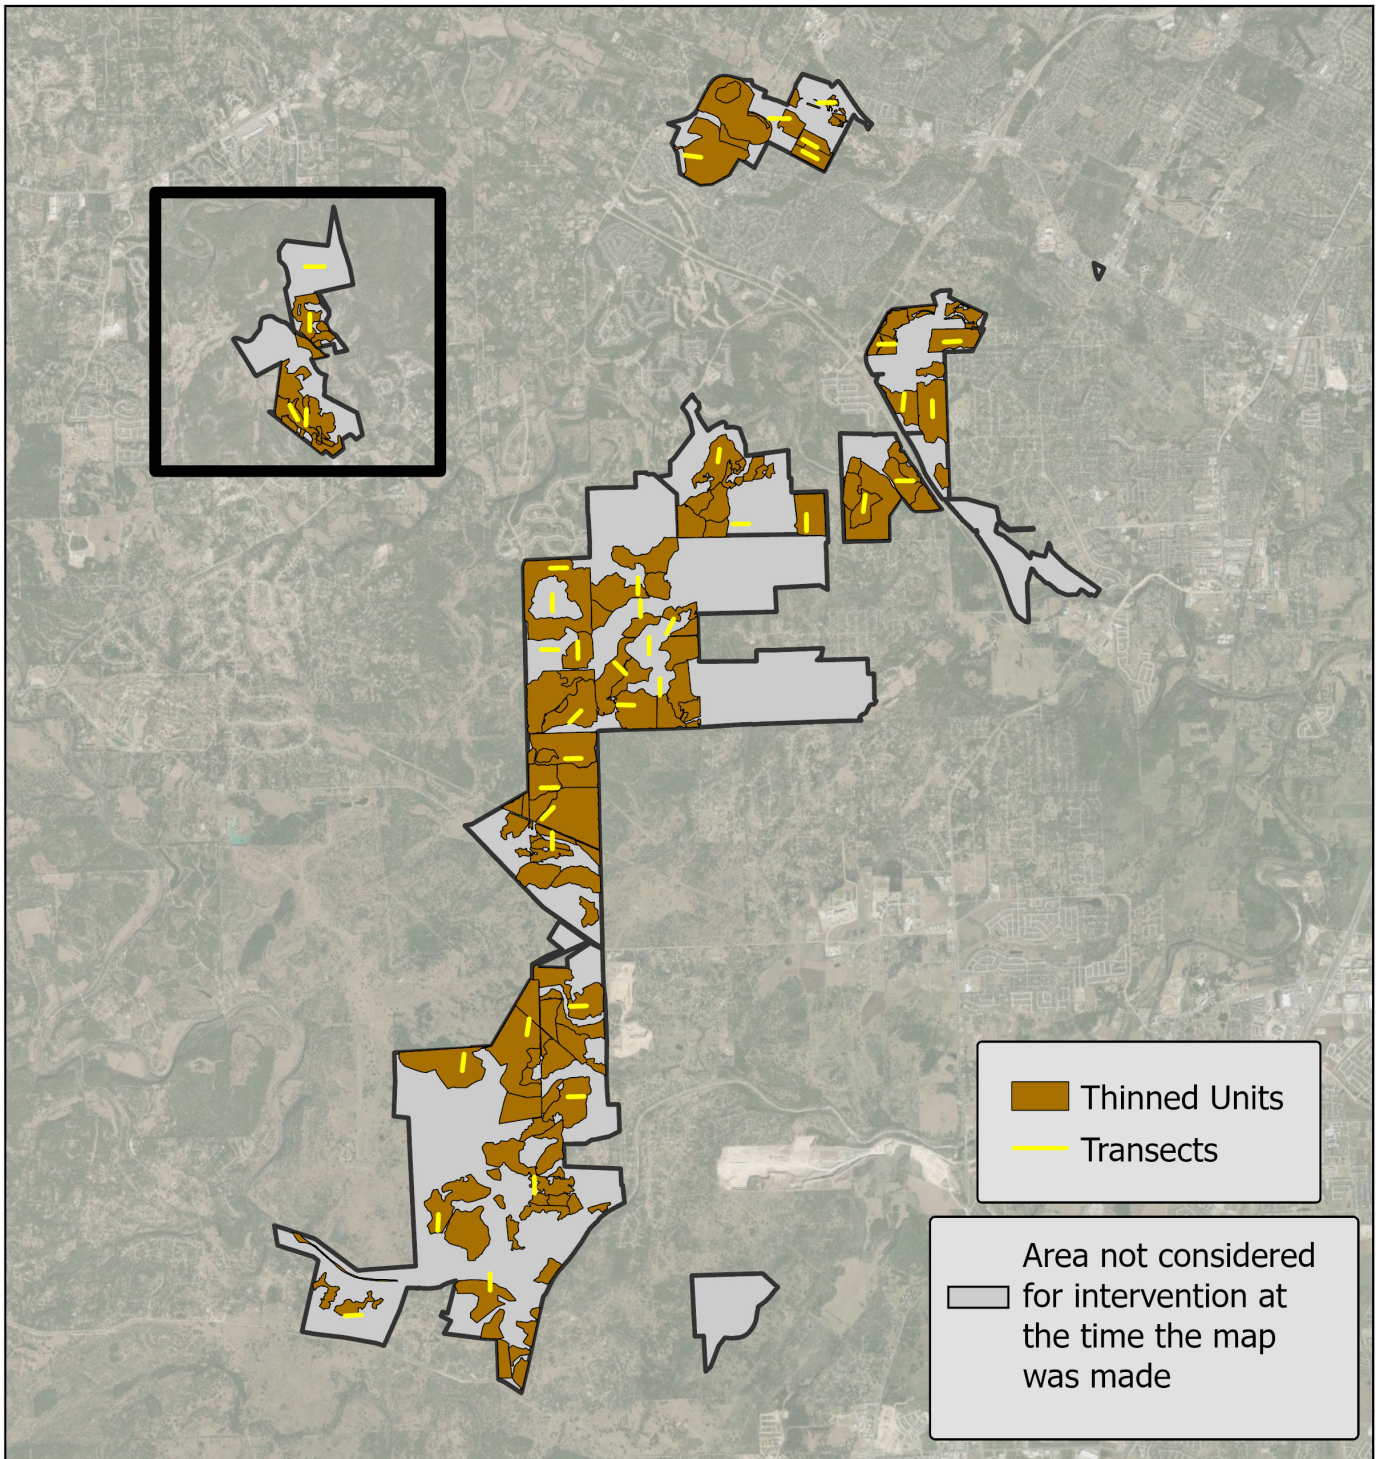 Thinned Units
Transects
Area not considered
for intervention at
the time the map
was made